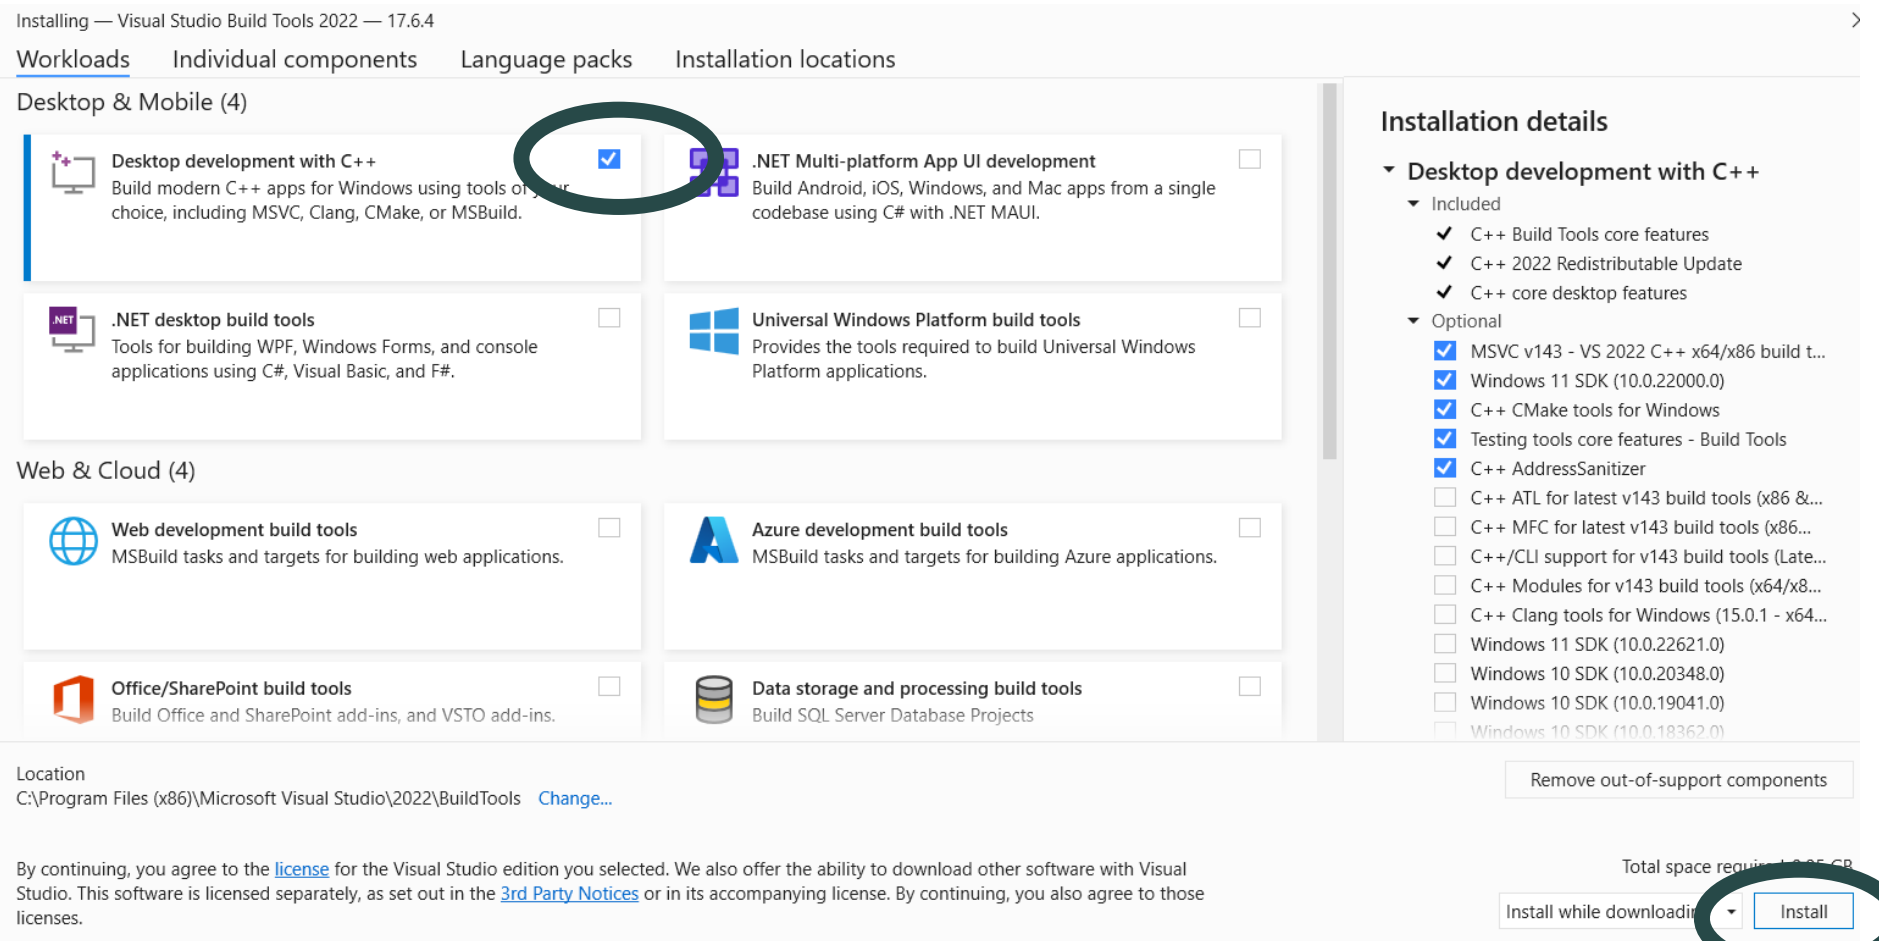 Installing — Visual Studio Build Tools 2022 — 17.6.4
Workloads Individual components Language packs Installation locations
Desktop & Mobile (4)
Desktop development with C++
Build modern C++ apps for Windows using tools of your
choice, including MSVC, Clang, CMake, or MSBuild.
.NET Multi-platform App UI development
Build Android, iOS, Windows, and Mac apps from a single
codebase using C# with .NET MAUI.
.NET
.NET desktop build tools
Tools for building WPF, Windows Forms, and console
applications using C#, Visual Basic, and F#.
Universal Windows Platform build tools
Provides the tools required to build Universal Windows
Platform applications.
Web & Cloud (4)
Web development build tools
MSBuild tasks and targets for building web applications.
Azure development build tools
MSBuild tasks and targets for building Azure applications.
Office/SharePoint build tools
Build Office and SharePoint add-ins, and VSTO add-ins.
Data storage and processing build tools
Build SQL Server Database Projects
Installation details
Desktop development with C++
Included
C++ Build Tools core features
C++ 2022 Redistributable Update
C++ core desktop features
Optional
MSVC v143 - VS 2022 C++ x64/x86 build t...
Windows 11 SDK (10.0.22000.0)
C++ CMake tools for Windows
Testing tools core features - Build Tools
C++ AddressSanitizer
C++ ATL for latest v143 build tools (x86 &...
C++ MFC for latest v143 build tools (x86...
C++/CLI support for v143 build tools (Late...
C++ Modules for v143 build tools (x64/x8...
C++ Clang tools for Windows (15.0.1 - x64...
Windows 11 SDK (10.0.22621.0)
Windows 10 SDK (10.0.20348.0)
Windows 10 SDK (10.0.19041.0)
Windows 10 SDK (10.0.18362.0)
Location
C:\Program Files (x86)\Microsoft Visual Studio\2022\BuildTools Change...
Remove out-of-support components
By continuing, you agree to the license for the Visual Studio edition you selected. We also offer the ability to download other software with Visual
Studio. This software is licensed separately, as set out in the 3rd Party Notices or in its accompanying license. By continuing, you also agree to those
licenses.
Total space required GB
Install while downloading Install